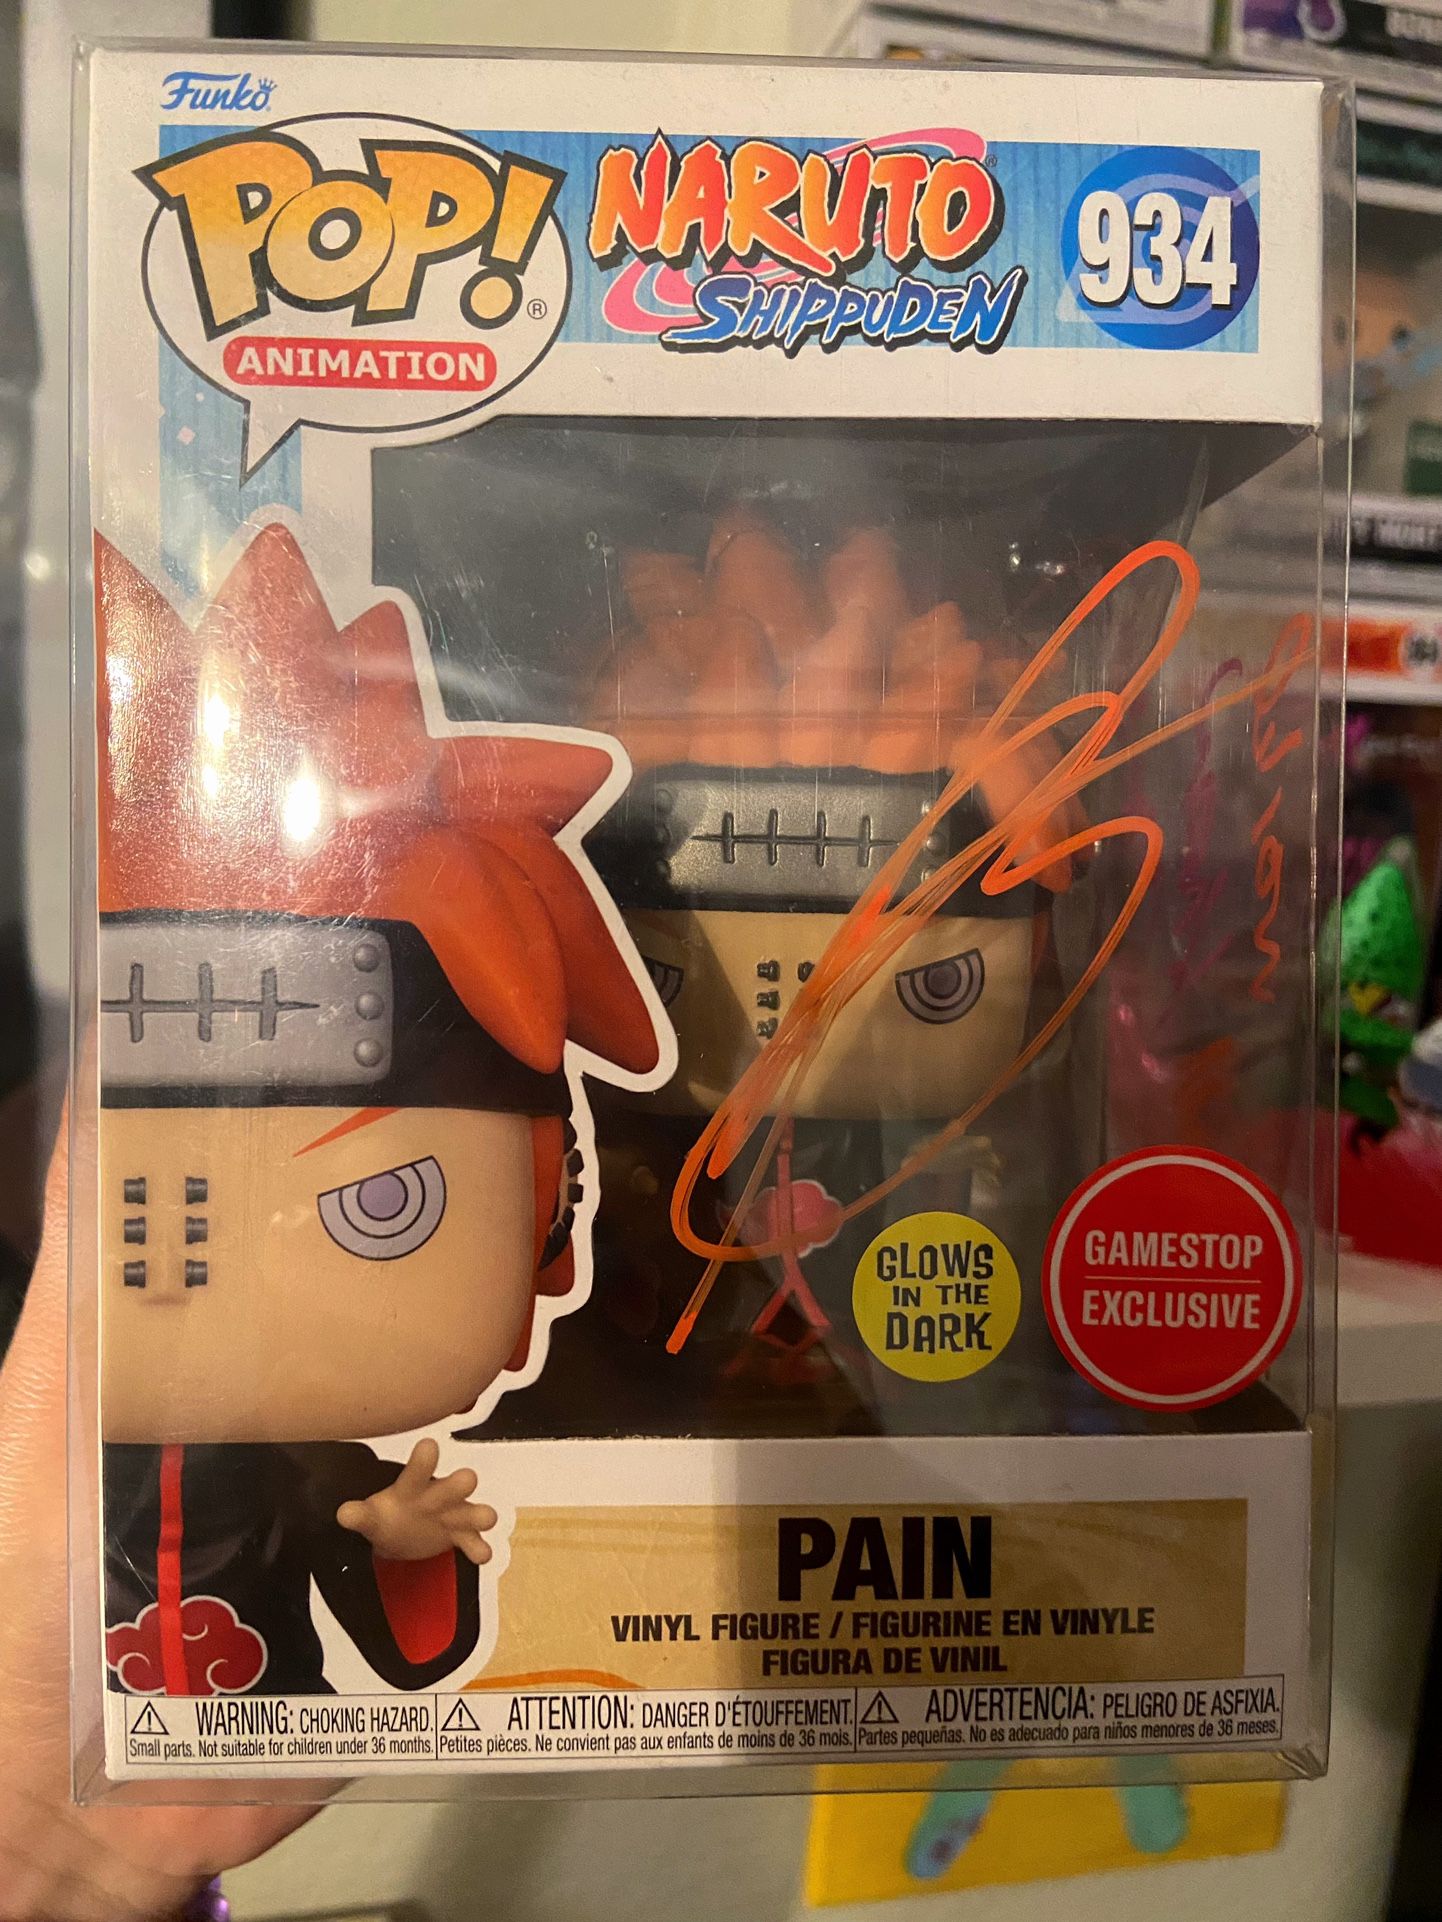 Funko
POP!®
ANIMATION
NARUTO®
SHIPPUDEN
934
GLOWS
IN THE
DARK
GAMESTOP
EXCLUSIVE
PAIN
VINYL FIGURE / FIGURINE EN VINYLE
FIGURA DE VINIL
WARNING: CHOKING HAZARD.
Small parts. Not suitable for children under 36 months.
ATTENTION: DANGER D'ÉTOUFFEMENT.
Petites pièces. Ne convient pas aux enfants de moins de 36 mois.
ADVERTENCIA: PELIGRO DE ASFIXIA.
Partes pequeñas. No es adecuado para niños menores de 36 meses.